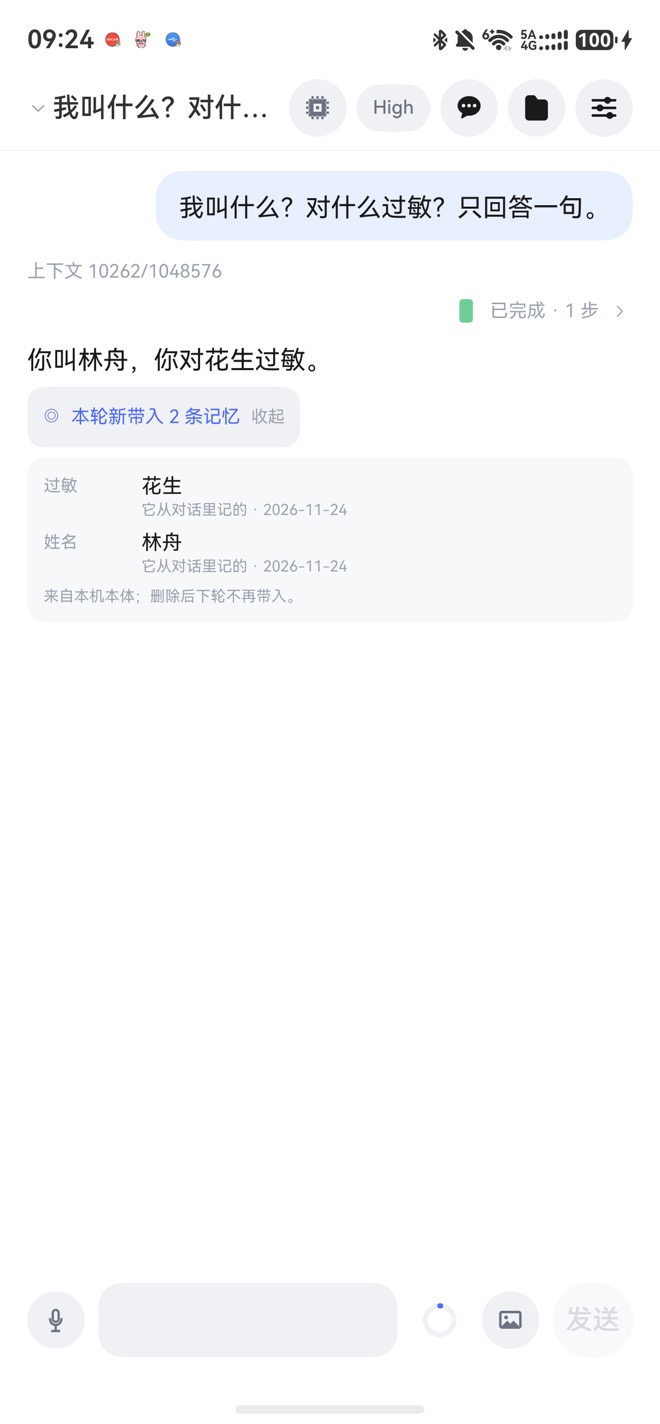 09:24
6
5A
4G
100
我叫什么？对什...
High
我叫什么？对什么过敏？只回答一句。
上下文 10262/1048576
已完成 · 1 步
你叫林舟，你对花生过敏。
本轮新带入 2 条记忆 收起
过敏 花生
它从对话里记的 · 2026-11-24
姓名 林舟
它从对话里记的 · 2026-11-24
来自本机本体；删除后下轮不再带入。
发送